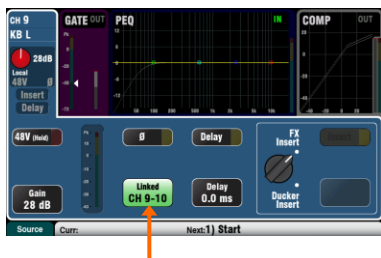 CH 9
KB L
28dB
Local
48V Ø
Insert
Delay
GATE OUT
PEQ
IN
COMP OUT
48V (Hold)
Ø
Delay
FX
Insert
Gain
28 dB
Linked
CH 9-10
Delay
0.0 ms
Ducker
Insert
Source
Curr:
Next:1) Start